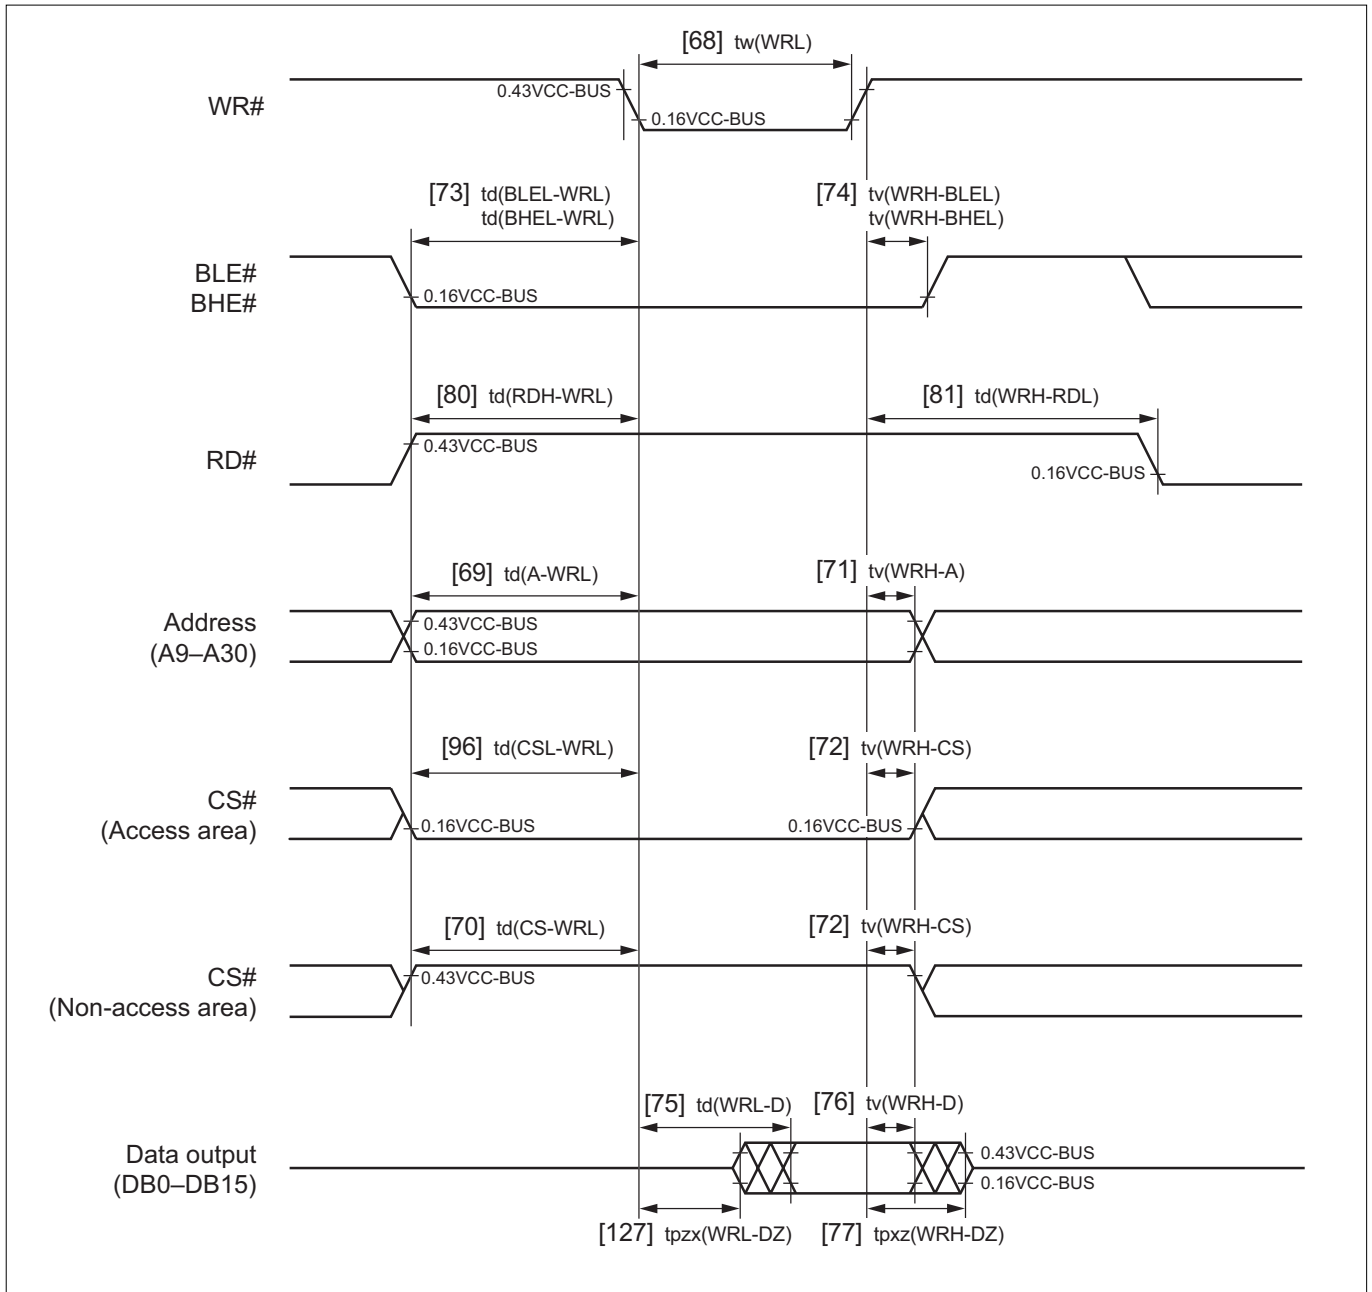 [68] tw(WRL)
WR#
0.43VCC-BUS
0.16VCC-BUS
[73] td(BLEL-WRL)
td(BHEL-WRL)
[74] tv(WRH-BLEL)
tv(WRH-BHEL)
BLE#
BHE#
0.16VCC-BUS
[80] td(RDH-WRL)
[81] td(WRH-RDL)
RD#
0.43VCC-BUS
0.16VCC-BUS
[69] td(A-WRL)
[71] tv(WRH-A)
Address
(A9–A30)
0.43VCC-BUS
0.16VCC-BUS
[96] td(CSL-WRL)
[72] tv(WRH-CS)
CS#
(Access area)
0.16VCC-BUS
0.16VCC-BUS
[70] td(CS-WRL)
[72] tv(WRH-CS)
CS#
(Non-access area)
0.43VCC-BUS
[75] td(WRL-D)
[76] tv(WRH-D)
Data output
(DB0–DB15)
0.43VCC-BUS
0.16VCC-BUS
[127] tpzx(WRL-DZ)
[77] tpxz(WRH-DZ)